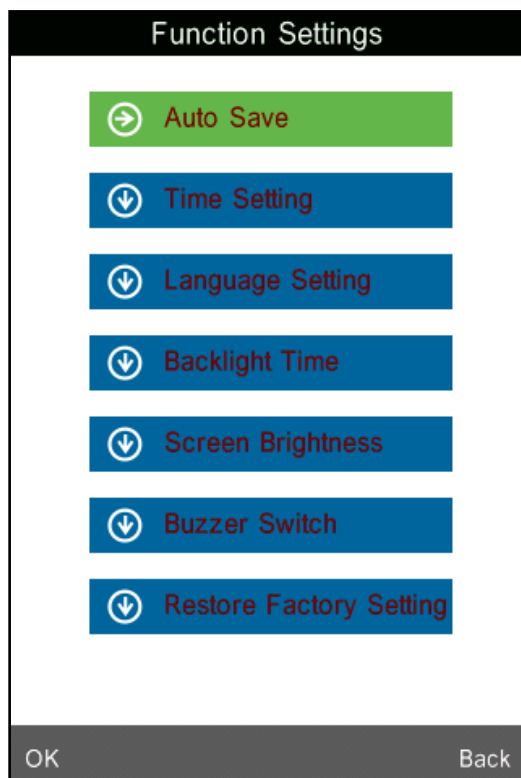 Function Settings
Auto Save
Time Setting
Language Setting
Backlight Time
Screen Brightness
Buzzer Switch
Restore Factory Setting
OK
Back